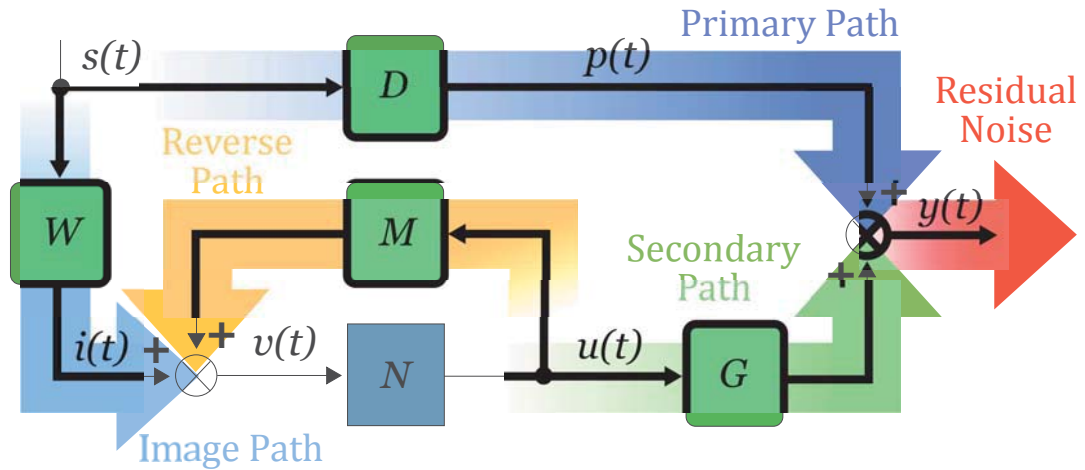 Primary Path
s(t)
p(t)
D
Residual
Noise
Reverse
Path
W
M
+
y(t)
Secondary
Path
+
i(t)
+
+
v(t)
N
u(t)
G
Image Path